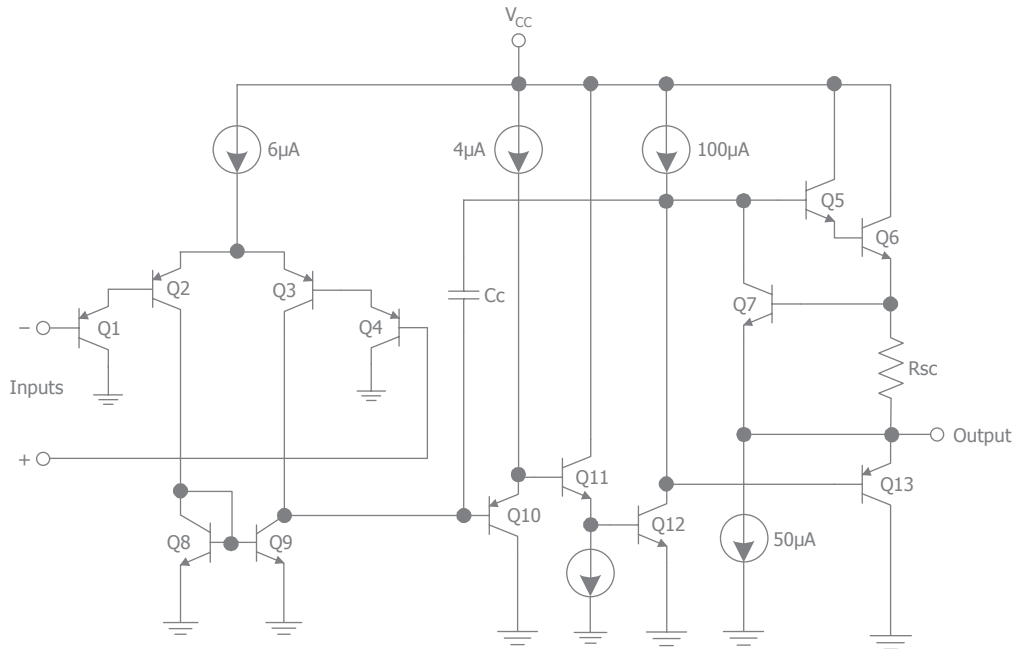 VCC
6µA
4µA
100µA
Q5
Q6
Q2
Q3
Cc
Q7
Q1
Q4
Rsc
Inputs
–
+
Output
Q11
Q13
Q10
Q12
Q8
Q9
50µA